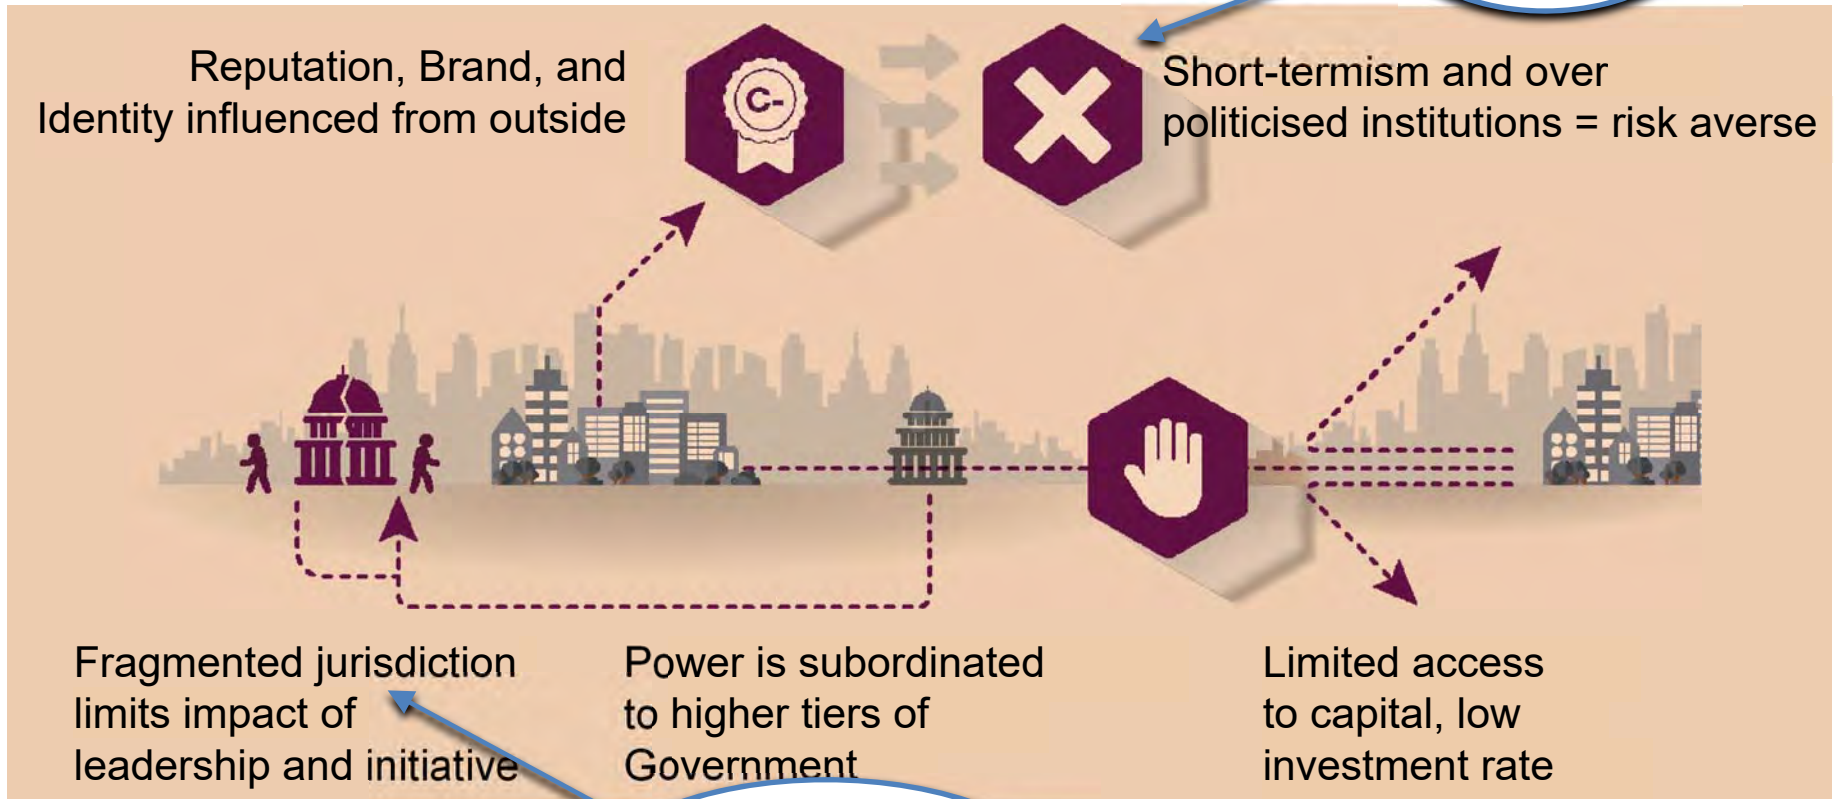 Reputation, Brand, and
Identity influenced from outside
C-
Short-termism and over
politicised institutions = risk averse
Fragmented jurisdiction
limits impact of
leadership and initiative
Power is subordinated
to higher tiers of
Government
Limited access
to capital, low
investment rate